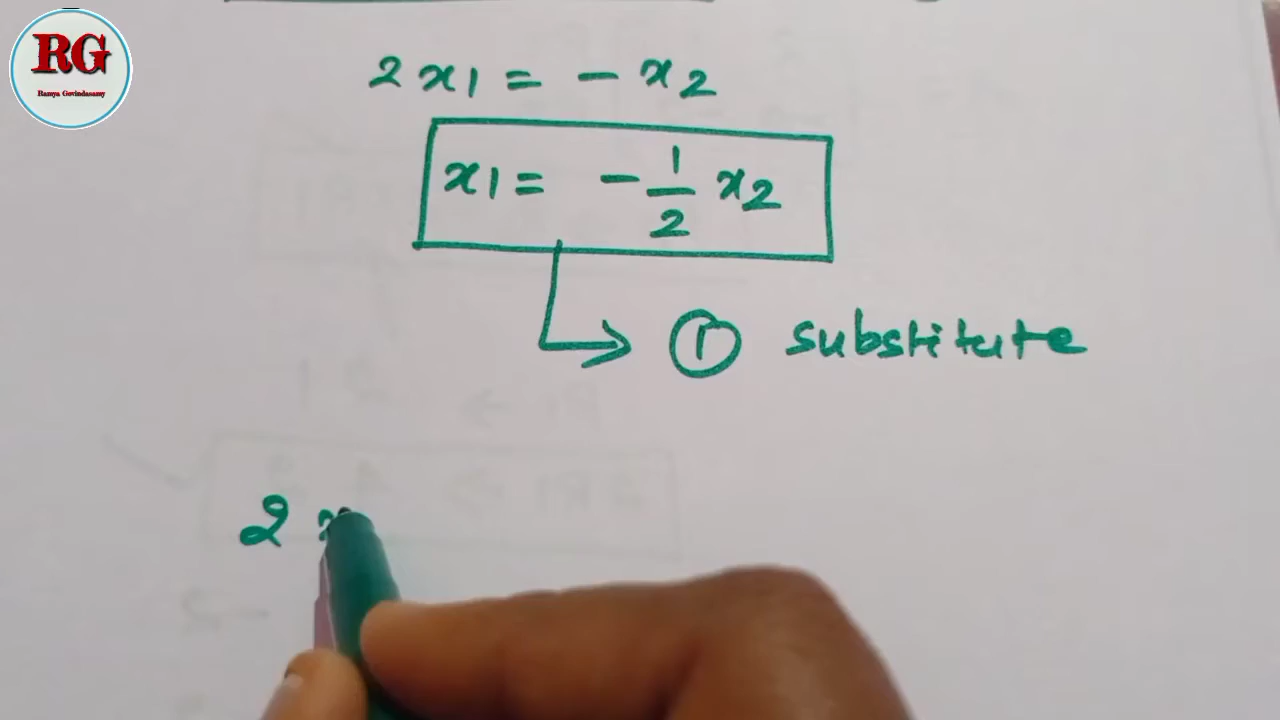 RG
Ramya Govindasamy
2x1 = - x2
x1 = - 1/2 x2
① substitute
2 x